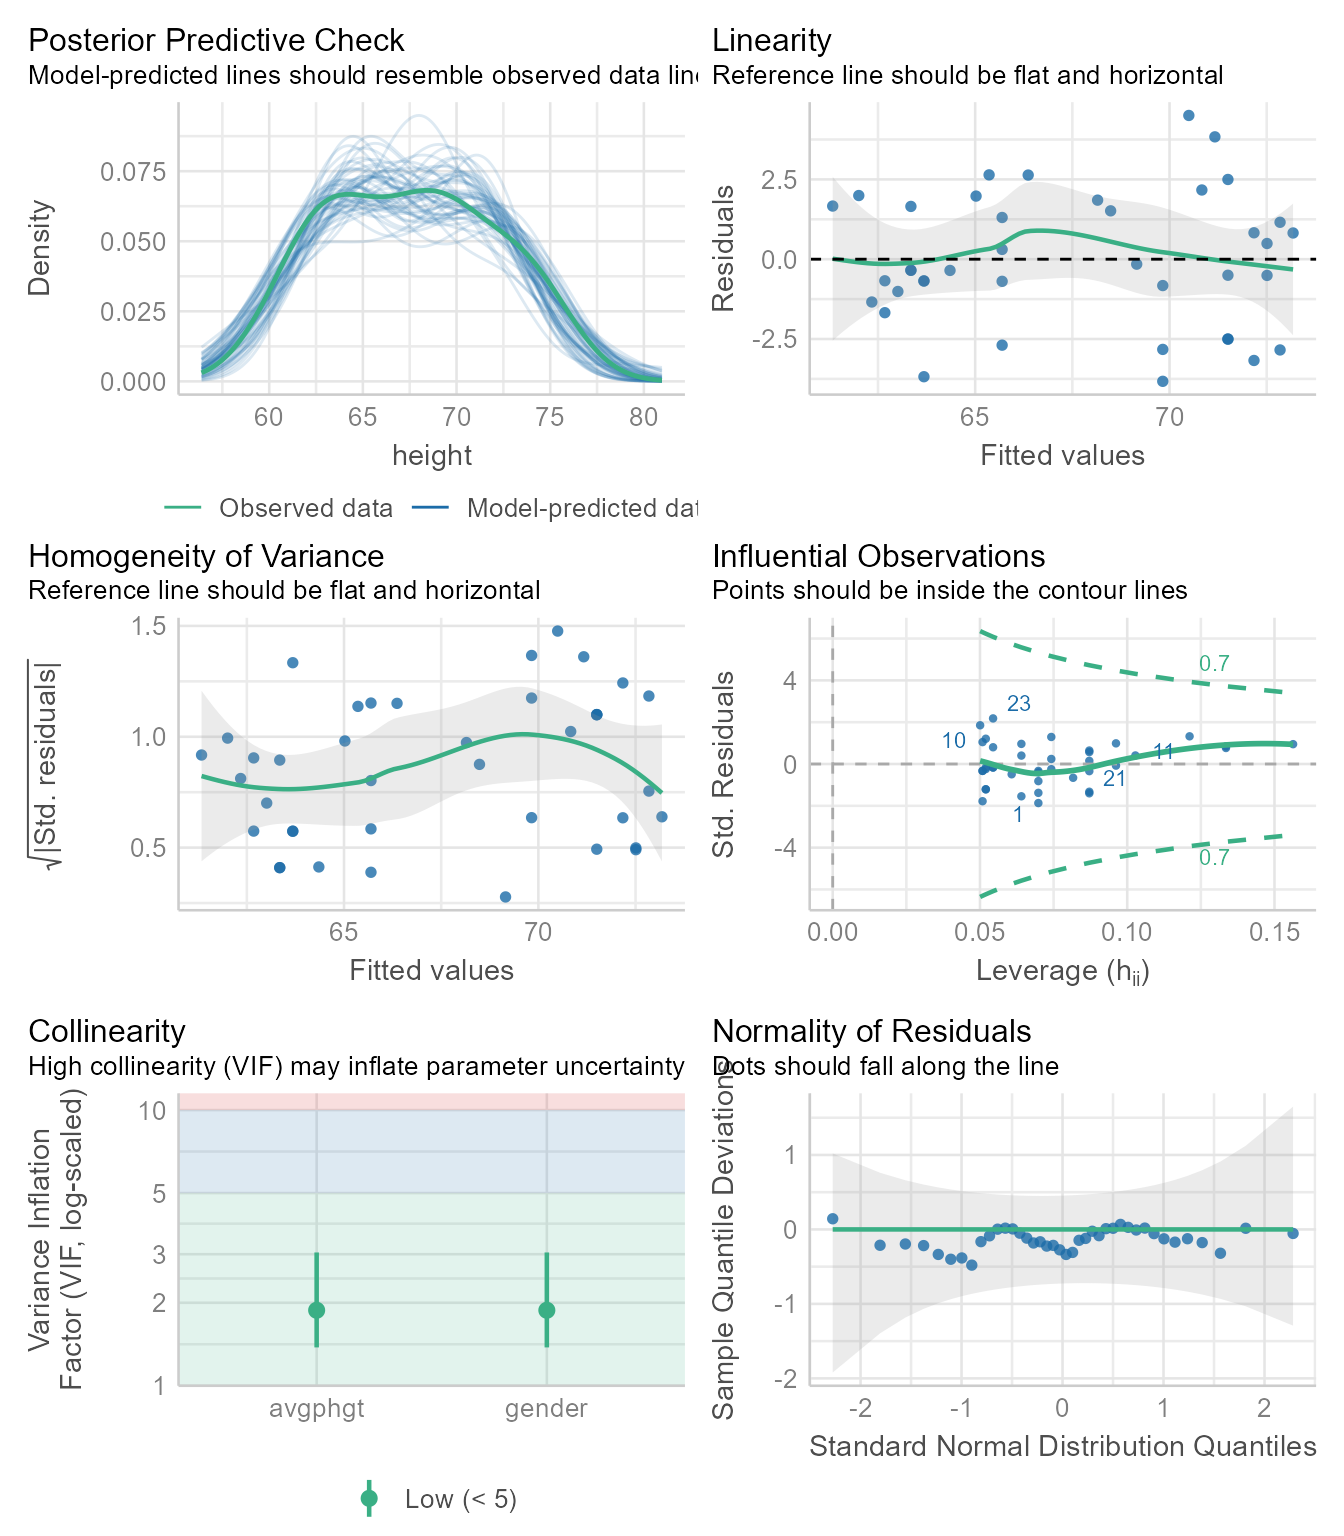 Posterior Predictive Check
Model-predicted lines should resemble observed data line
Density
0.075
0.050
0.025
0.000
60 65 70 75 80
height
Observed data Model-predicted dat
Linearity
Reference line should be flat and horizontal
Residuals
2.5
0.0
-2.5
65 70
Fitted values
Homogeneity of Variance
Reference line should be flat and horizontal
√|Std. residuals|
1.5
1.0
0.5
65 70
Fitted values
Influential Observations
Points should be inside the contour lines
Std. Residuals
4
0
-4
0.7
23
10
11
21
1
0.7
0.00 0.05 0.10 0.15
Leverage (hii)
Collinearity
High collinearity (VIF) may inflate parameter uncertainty
Variance Inflation
Factor (VIF, log-scaled)
10
5
3
2
1
avgphgt gender
Low (< 5)
Normality of Residuals
Dots should fall along the line
Sample Quantile Deviations
1
0
-1
-2
-2 -1 0 1 2
Standard Normal Distribution Quantiles